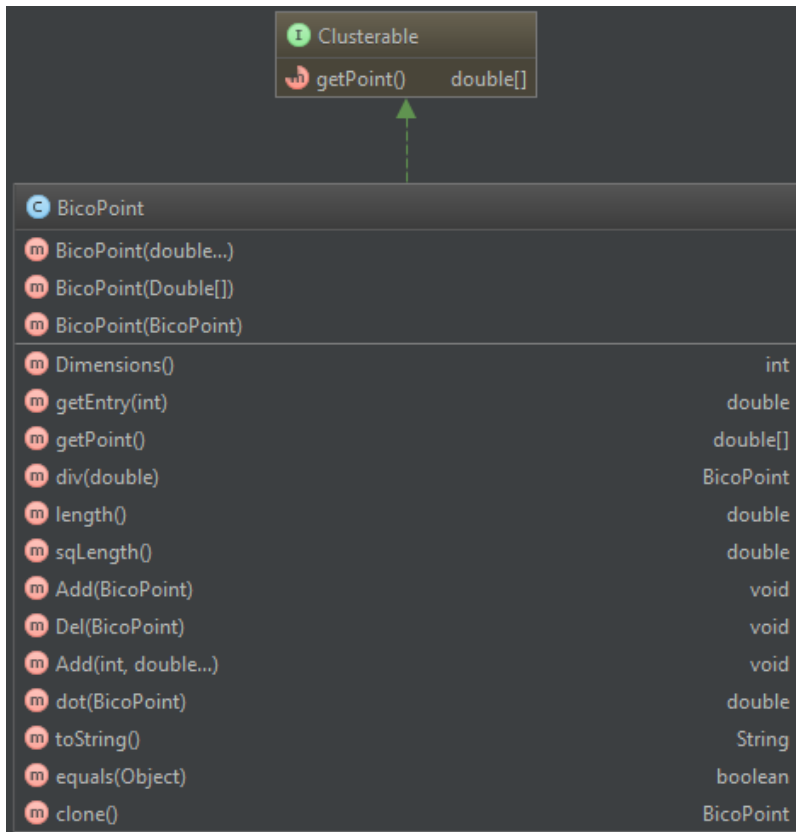 I Clusterable
m getPoint() double[]
C BicoPoint
m BicoPoint(double...)
m BicoPoint(Double[])
m BicoPoint(BicoPoint)
m Dimensions() int
m getEntry(int) double
m getPoint() double[]
m div(double) BicoPoint
m length() double
m sqLength() double
m Add(BicoPoint) void
m Del(BicoPoint) void
m Add(int, double...) void
m dot(BicoPoint) double
m toString() String
m equals(Object) boolean
m clone() BicoPoint